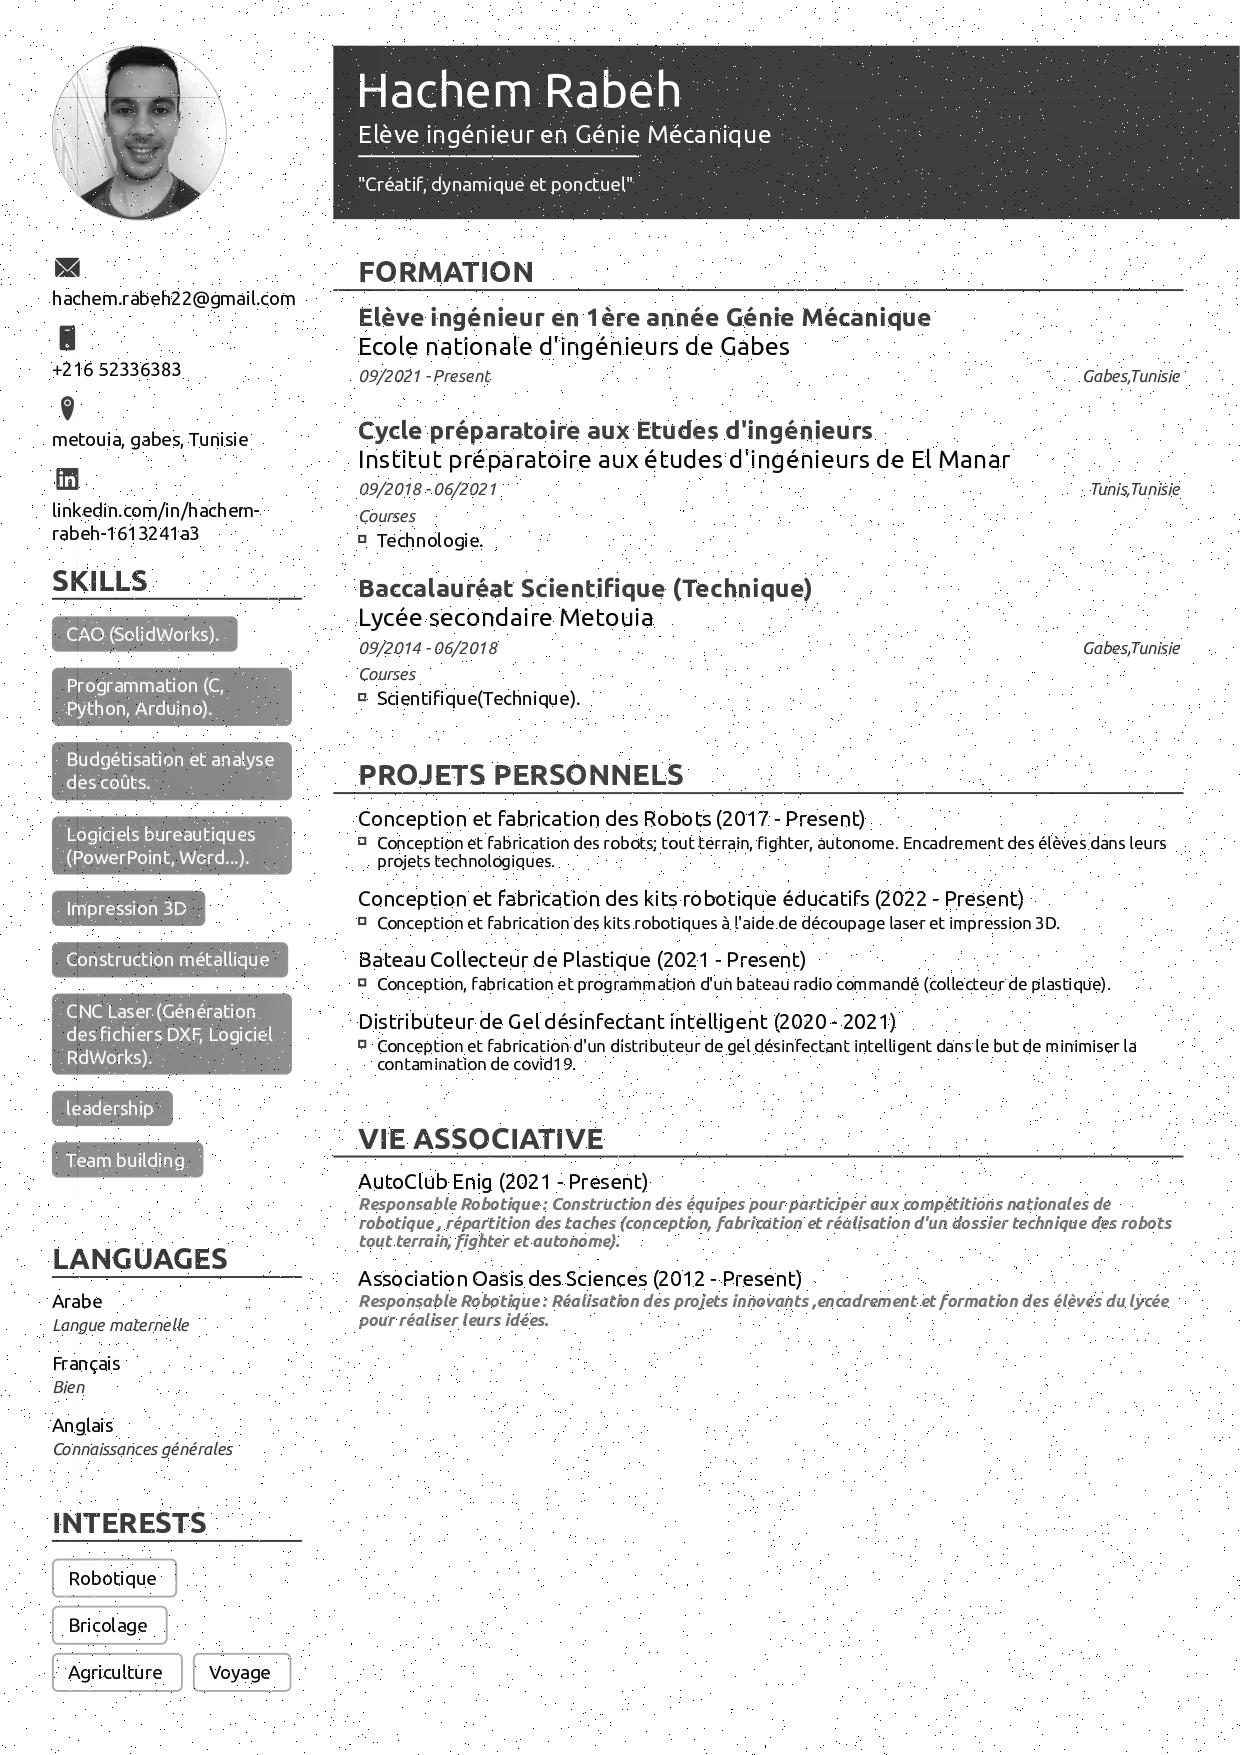 Hachem Rabeh
Elève ingénieur en Génie Mécanique
"Créatif, dynamique et ponctuel"
hachem.rabeh22@gmail.com
+216 52336383
metouia, gabes, Tunisie
linkedin.com/in/hachem-
rabeh-1613241a3
SKILLS
CAO (SolidWorks).
Programmation (C,
Python, Arduino).
Budgétisation et analyse
des coûts.
Logiciels bureautiques
(PowerPoint, Word...).
Impression 3D
Construction métallique
CNC Laser (Génération
des fichiers DXF, Logiciel
RdWorks).
leadership
Team building
LANGUAGES
Arabe
Langue maternelle
Français
Bien
Anglais
Connaissances générales
INTERESTS
Robotique
Bricolage
Agriculture Voyage
FORMATION
Elève ingénieur en 1ère année Génie Mécanique
Ecole nationale d'ingénieurs de Gabes
09/2021 - Present Gabes,Tunisie
Cycle préparatoire aux Etudes d'ingénieurs
Institut préparatoire aux études d'ingénieurs de El Manar
09/2018 - 06/2021 Tunis,Tunisie
Courses
Technologie.
Baccalauréat Scientifique (Technique)
Lycée secondaire Metouia
09/2014 - 06/2018 Gabes,Tunisie
Courses
Scientifique(Technique).
PROJETS PERSONNELS
Conception et fabrication des Robots (2017 - Present)
Conception et fabrication des robots; tout terrain, fighter, autonome. Encadrement des élèves dans leurs
projets technologiques.
Conception et fabrication des kits robotique éducatifs (2022 - Present)
Conception et fabrication des kits robotiques à l'aide de découpage laser et impression 3D.
Bateau Collecteur de Plastique (2021 - Present)
Conception, fabrication et programmation d'un bateau radio commandé (collecteur de plastique).
Distributeur de Gel désinfectant intelligent (2020 - 2021)
Conception et fabrication d'un distributeur de gel désinfectant intelligent dans le but de minimiser la
contamination de covid19.
VIE ASSOCIATIVE
AutoClub Enig (2021 - Present)
Responsable Robotique : Construction des équipes pour participer aux compétitions nationales de
robotique , répartition des taches (conception, fabrication et réalisation d'un dossier technique des robots
tout terrain, fighter et autonome).
Association Oasis des Sciences (2012 - Present)
Responsable Robotique : Réalisation des projets innovants ,encadrement et formation des élèves du lycée
pour réaliser leurs idées.